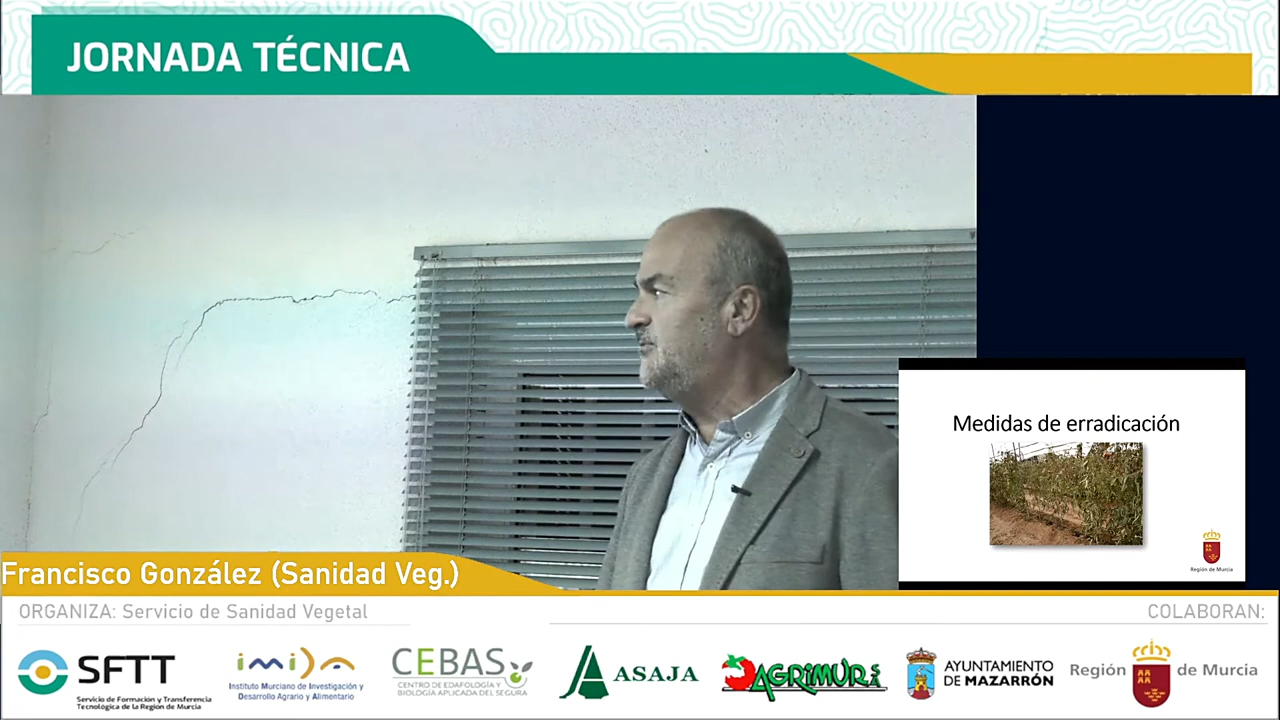 JORNADA TÉCNICA
Medidas de erradicación
Región de Murcia
Francisco González (Sanidad Veg.)
ORGANIZA: Servicio de Sanidad Vegetal
COLABORAN:
SFTT
Servicio de Formación y Transferencia
Tecnológica de la Región de Murcia
imida
Instituto Murciano de Investigación y
Desarrollo Agrario y Alimentario
CEBAS
CENTRO DE EDAFOLOGÍA Y
BIOLOGÍA APLICADA DEL SEGURA
ASAJA
AGRIMUR
AYUNTAMIENTO
DE MAZARRÓN
Región de Murcia